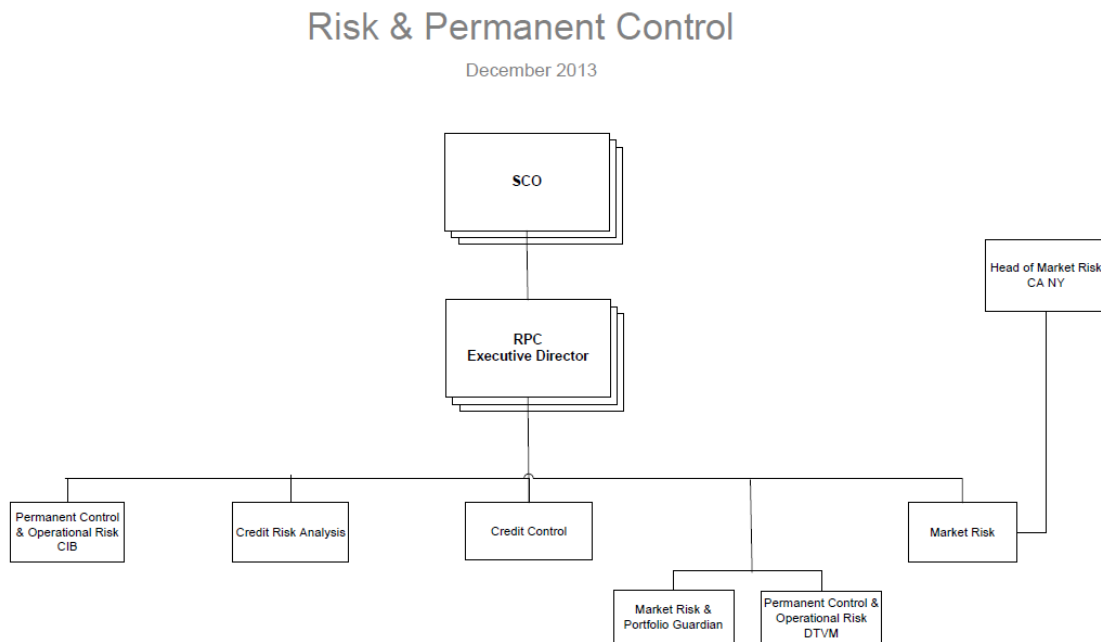 Risk & Permanent Control
December 2013
SCO
Head of Market Risk
CA NY
RPC
Executive Director
Permanent Control
& Operational Risk
CIB
Credit Risk Analysis
Credit Control
Market Risk
Market Risk &
Portfolio Guardian
Permanent Control &
Operational Risk
DTVM